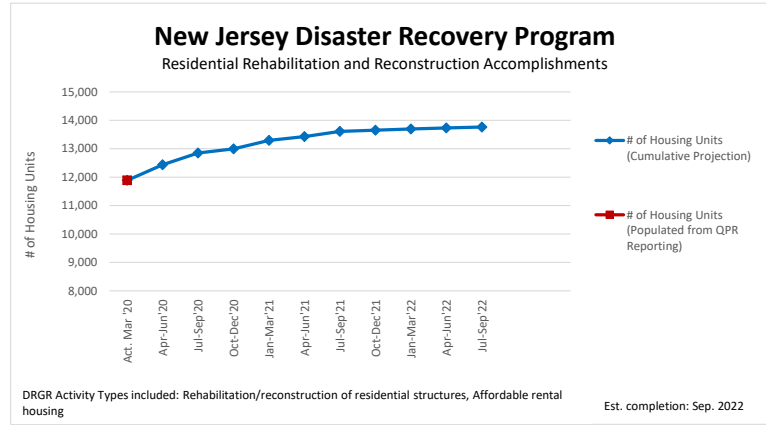 New Jersey Disaster Recovery Program
Residential Rehabilitation and Reconstruction Accomplishments
# of Housing Units
15,000
14,000
13,000
12,000
11,000
10,000
9,000
8,000
Act. Mar '20
Apr-Jun'20
Jul-Sep'20
Oct-Dec'20
Jan-Mar'21
Apr-Jun'21
Jul-Sep'21
Oct-Dec'21
Jan-Mar'22
Apr-Jun'22
Jul-Sep'22
# of Housing Units
(Cumulative Projection)
# of Housing Units
(Populated from QPR
Reporting)
DRGR Activity Types included: Rehabilitation/reconstruction of residential structures, Affordable rental
housing
Est. completion: Sep. 2022